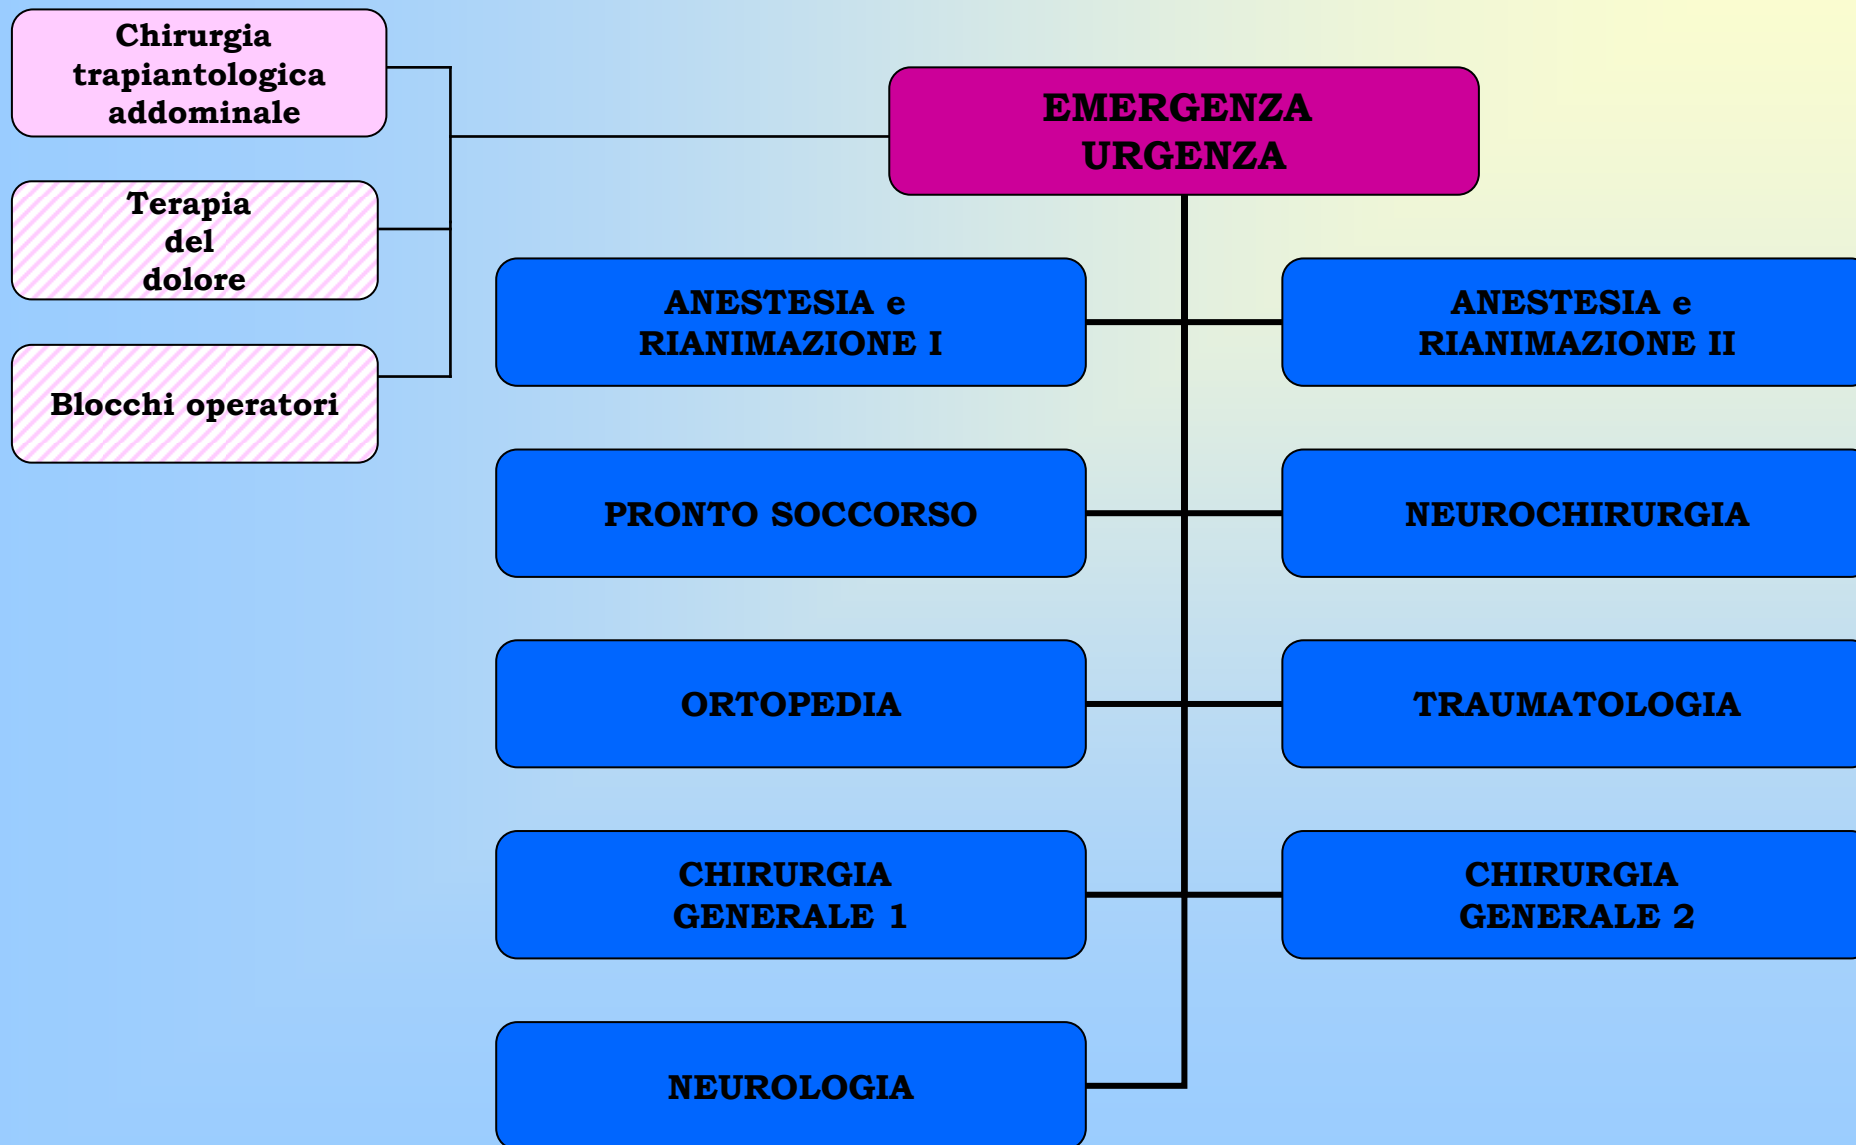 Chirurgia
trapiantologica
addominale
EMERGENZA
URGENZA
Terapia
del
dolore
ANESTESIA e
RIANIMAZIONE I
ANESTESIA e
RIANIMAZIONE II
Blocchi operatori
PRONTO SOCCORSO
NEUROCHIRURGIA
ORTOPEDIA
TRAUMATOLOGIA
CHIRURGIA
GENERALE 1
CHIRURGIA
GENERALE 2
NEUROLOGIA